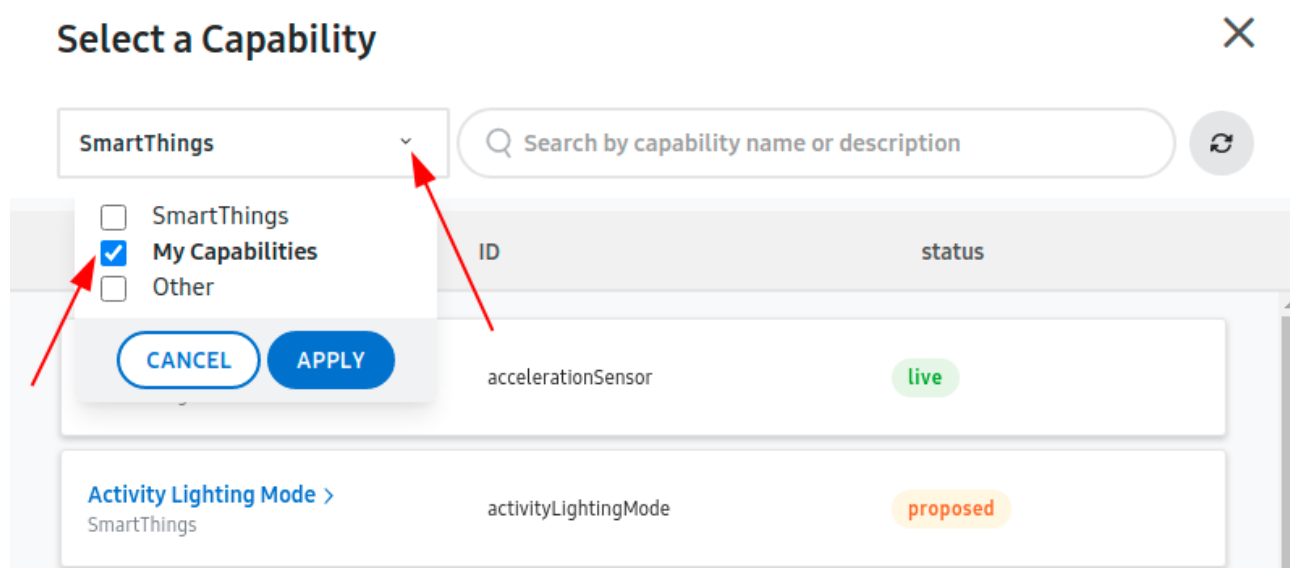 Select a Capability
SmartThings
Search by capability name or description
SmartThings
My Capabilities
Other
ID
status
CANCEL
APPLY
accelerationSensor
live
Activity Lighting Mode >
SmartThings
activityLightingMode
proposed